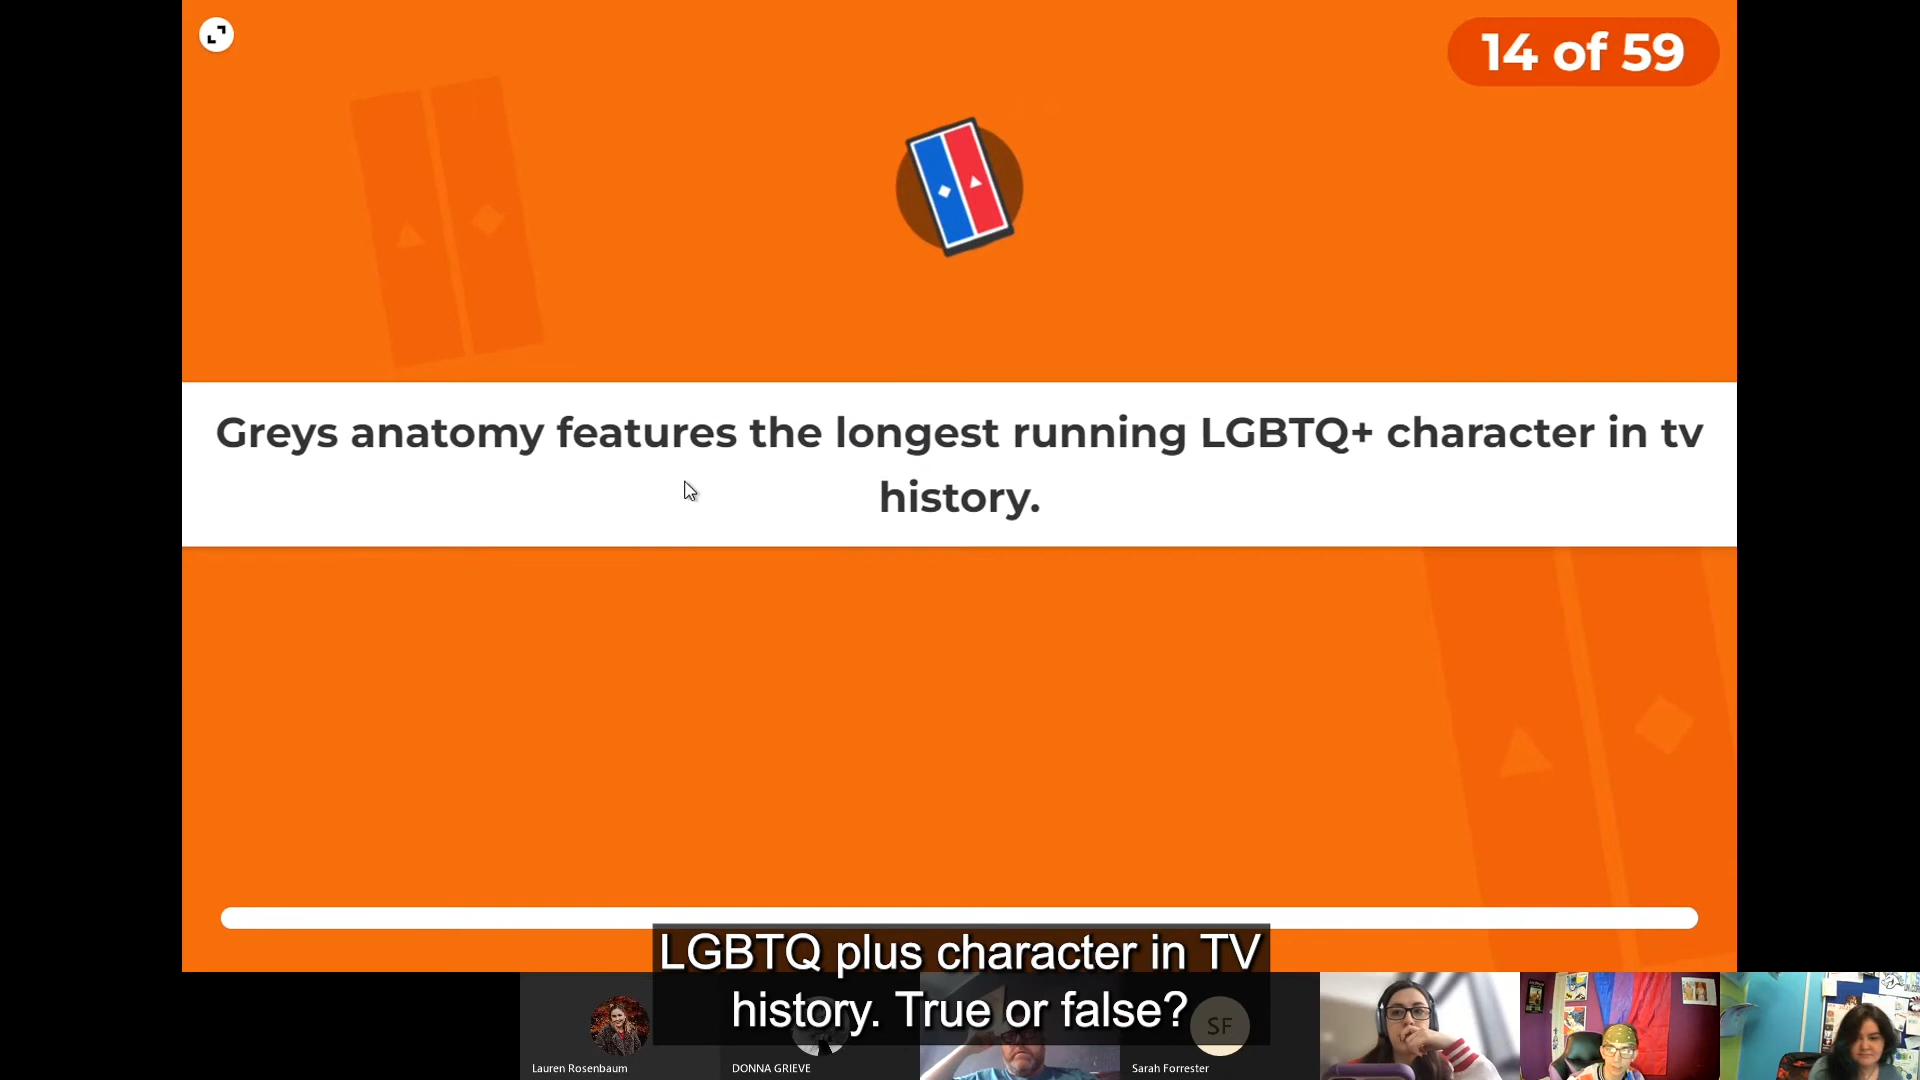 14 of 59
Greys anatomy features the longest running LGBTQ+ character in tv
history.
LGBTQ plus character in TV
history. True or false?
SF
Lauren Rosenbaum
DONNA GRIEVE
Sarah Forrester